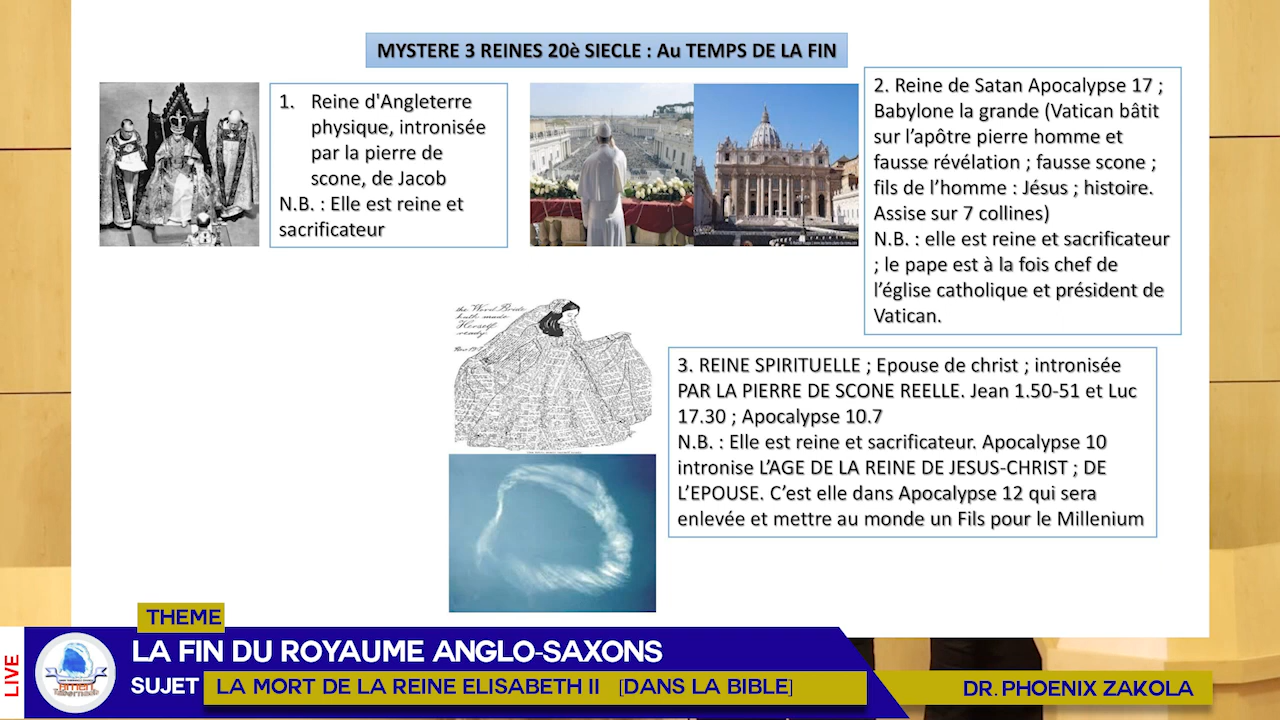 MYSTERE 3 REINES 20è SIECLE : Au TEMPS DE LA FIN
1. Reine d'Angleterre
physique, intronisée
par la pierre de
scone, de Jacob
N.B. : Elle est reine et
sacrificateur
2. Reine de Satan Apocalypse 17 ;
Babylone la grande (Vatican bâtit
sur l’apôtre pierre homme et
fausse révélation ; fausse scone ;
fils de l’homme : Jésus ; histoire.
Assise sur 7 collines)
N.B. : elle est reine et sacrificateur
; le pape est à la fois chef de
l’église catholique et président de
Vatican.
the Word Bride
hath made
Herself
ready.
3. REINE SPIRITUELLE ; Epouse de christ ; intronisée
PAR LA PIERRE DE SCONE REELLE. Jean 1.50-51 et Luc
17.30 ; Apocalypse 10.7
N.B. : Elle est reine et sacrificateur. Apocalypse 10
intronise L’AGE DE LA REINE DE JESUS-CHRIST ; DE
L’EPOUSE. C’est elle dans Apocalypse 12 qui sera
enlevée et mettre au monde un Fils pour le Millenium
THEME
LA FIN DU ROYAUME ANGLO-SAXONS
LIVE
SUJET
LA MORT DE LA REINE ELISABETH II [DANS LA BIBLE]
DR. PHOENIX ZAKOLA